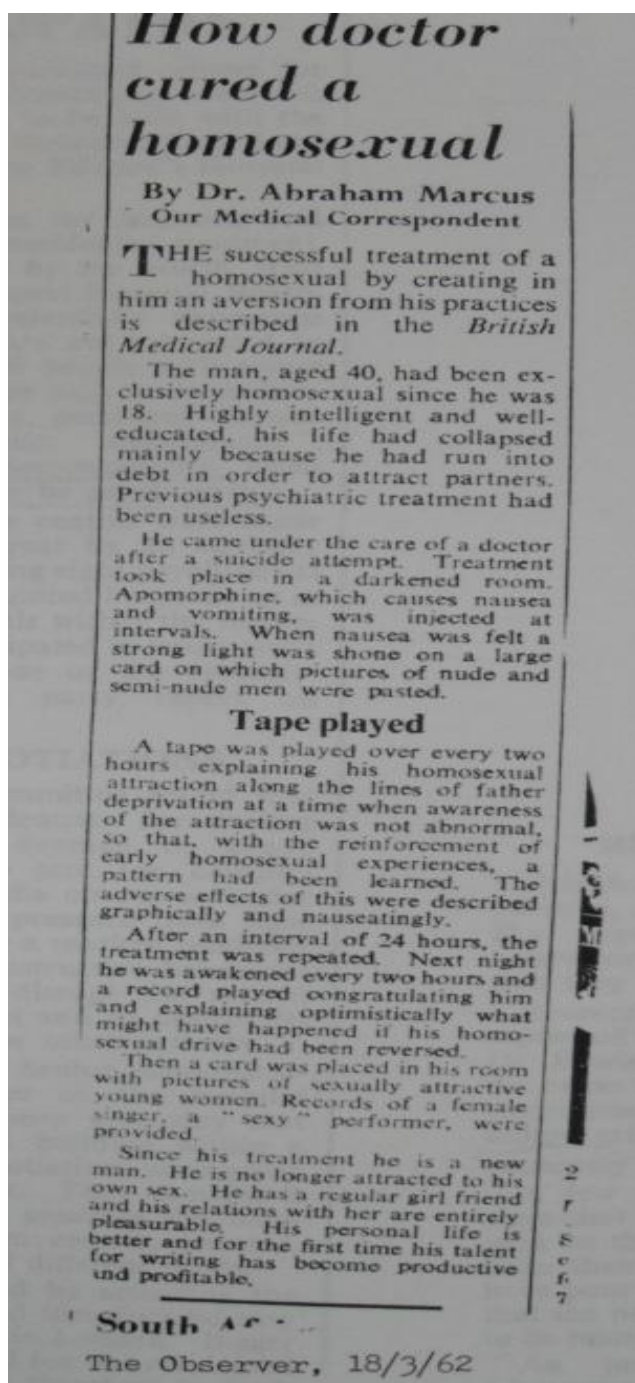 How doctor
cured a
homosexual
By Dr. Abraham Marcus
Our Medical Correspondent
THE successful treatment of a
homosexual by creating in
him an aversion from his practices
is described in the British
Medical Journal.
The man, aged 40, had been ex-
clusively homosexual since he was
18. Highly intelligent and well-
educated, his life had collapsed
mainly because he had run into
debt in order to attract partners.
Previous psychiatric treatment had
been useless.
He came under the care of a doctor
after a suicide attempt. Treatment
took place in a darkened room.
Apomorphine, which causes nausea
and vomiting, was injected at
intervals. When nausea was felt a
strong light was shone on a large
card on which pictures of nude and
semi-nude men were pasted.
Tape played
A tape was played over every two
hours explaining his homosexual
attraction along the lines of father
deprivation at a time when awareness
of the attraction was not abnormal,
so that, with the reinforcement of
early homosexual experiences, a
pattern had been learned. The
adverse effects of this were described
graphically and nauseatingly.
After an interval of 24 hours, the
treatment was repeated. Next night
he was awakened every two hours and
a record played congratulating him
and explaining optimistically what
might have happened if his homo-
sexual drive had been reversed.
Then a card was placed in his room
with pictures of sexually attractive
young women. Records of a female
singer, a "sexy" performer, were
provided.
Since his treatment he is a new
man. He is no longer attracted to his
own sex. He has a regular girl friend
and his relations with her are entirely
pleasurable. His personal life is
better and for the first time his talent
for writing has become productive
and profitable.
South
The Observer, 18/3/62